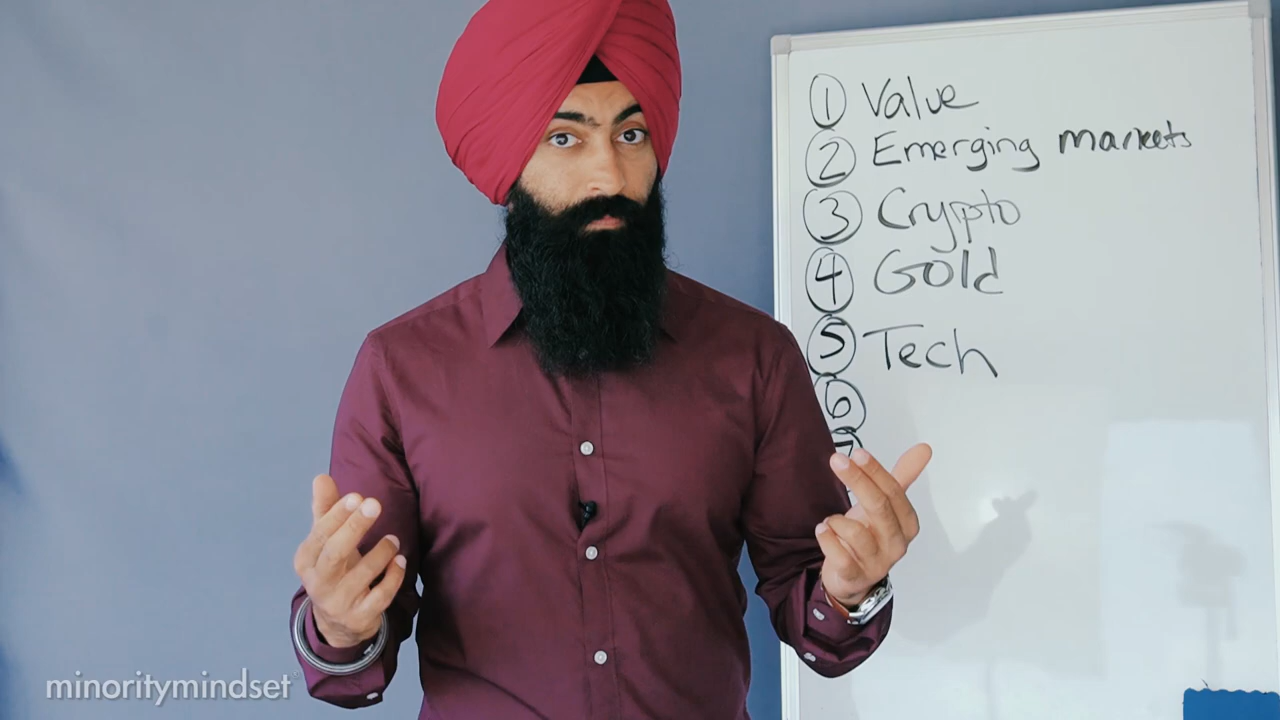 ① Value
② Emerging markets
③ Crypto
④ Gold
⑤ Tech
⑥
minoritymindset